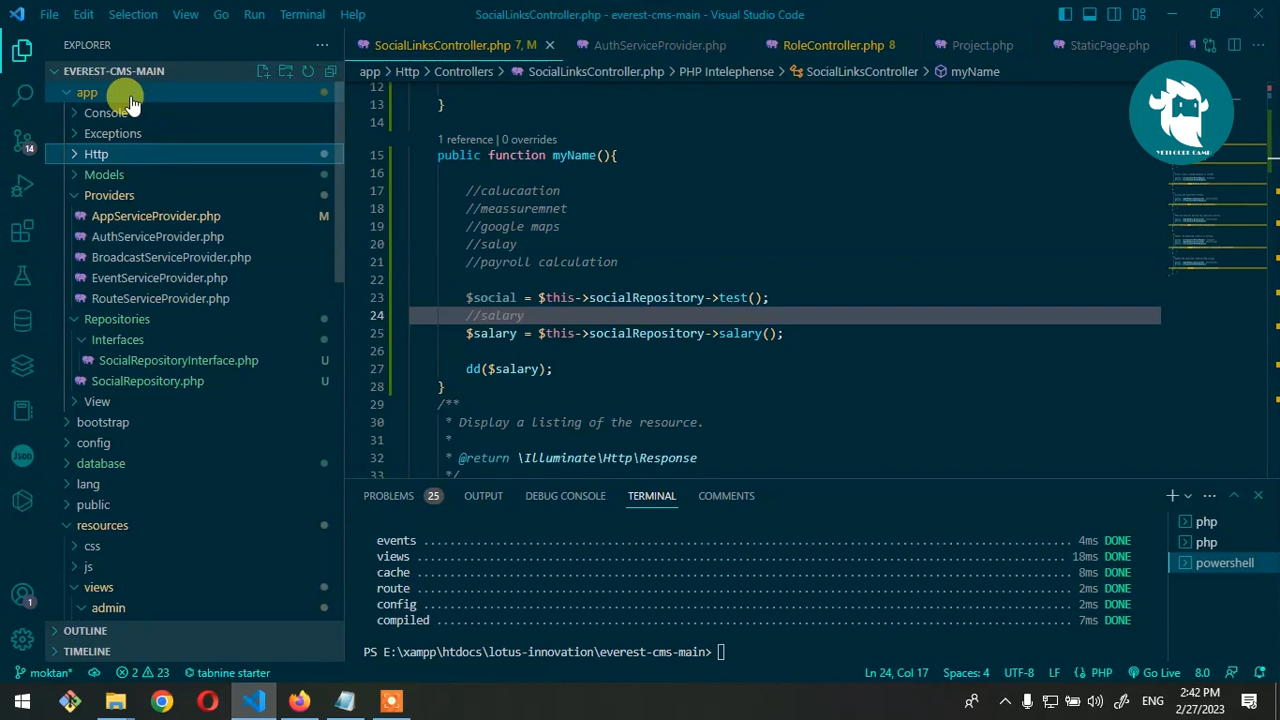 File Edit Selection View Go Run Terminal Help SocialLinksController.php - everest-cms-main - Visual Studio Code
EXPLORER
SocialLinksController.php 7, M AuthServiceProvider.php RoleController.php 8 Project.php StaticPage.php
EVEREST-CMS-MAIN
app > Http > Controllers > SocialLinksController.php > PHP Intelephense > SocialLinksController > myName
app
Console
Exceptions
Http
Models
Providers
AppServiceProvider.php M
AuthServiceProvider.php
BroadcastServiceProvider.php
EventServiceProvider.php
RouteServiceProvider.php
Repositories
Interfaces
SocialRepositoryInterface.php U
SocialRepository.php U
View
bootstrap
config
database
lang
public
resources
css
js
views
admin
OUTLINE
TIMELINE
14
1
12
13 }
14
1 reference | 0 overrides
15 public function myName(){
16
17 //calucaation
18 //meassuremnet
19 //google maps
20 //salay
21 //payroll calculation
22
23 $social = $this->socialRepository->test();
24 //salary
25 $salary = $this->socialRepository->salary();
26
27 dd($salary);
28 }
29 /**
30 * Display a listing of the resource.
31 *
32 * @return \Illuminate\Http\Response
33 */
YETI CODE CAMP
PROBLEMS 25 OUTPUT DEBUG CONSOLE TERMINAL COMMENTS
events 4ms DONE
views 18ms DONE
cache 8ms DONE
route 2ms DONE
config 2ms DONE
compiled 7ms DONE
PS E:\xampp\htdocs\lotus-innovation\everest-cms-main>
php
php
powershell
Json
moktan* 2 23 tabnine starter Ln 24, Col 17 Spaces: 4 UTF-8 LF PHP Go Live
ENG 2:42 PM
2/27/2023